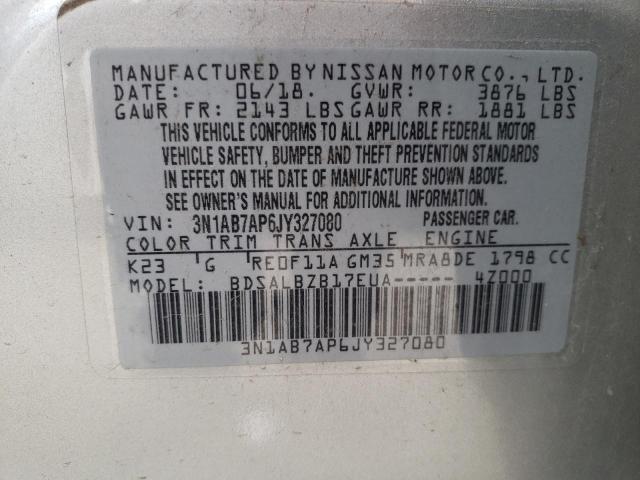 MANUFACTURED BY NISSAN MOTOR CO., LTD.
DATE: 06/18. GVWR: 3876 LBS
GAWR FR: 2143 LBS GAWR RR: 1881 LBS
THIS VEHICLE CONFORMS TO ALL APPLICABLE FEDERAL MOTOR
VEHICLE SAFETY, BUMPER AND THEFT PREVENTION STANDARDS
IN EFFECT ON THE DATE OF MANUFACTURE SHOWN ABOVE.
SEE OWNER'S MANUAL FOR ADDITIONAL INFORMATION.
VIN: 3N1AB7AP6JY327080 PASSENGER CAR.
COLOR TRIM TRANS AXLE ENGINE
K23 G RE0F11A GM35 MRA8DE 1798 CC
MODEL: BDSALBZB17EUA----- 4Z000
3N1AB7AP6JY327080